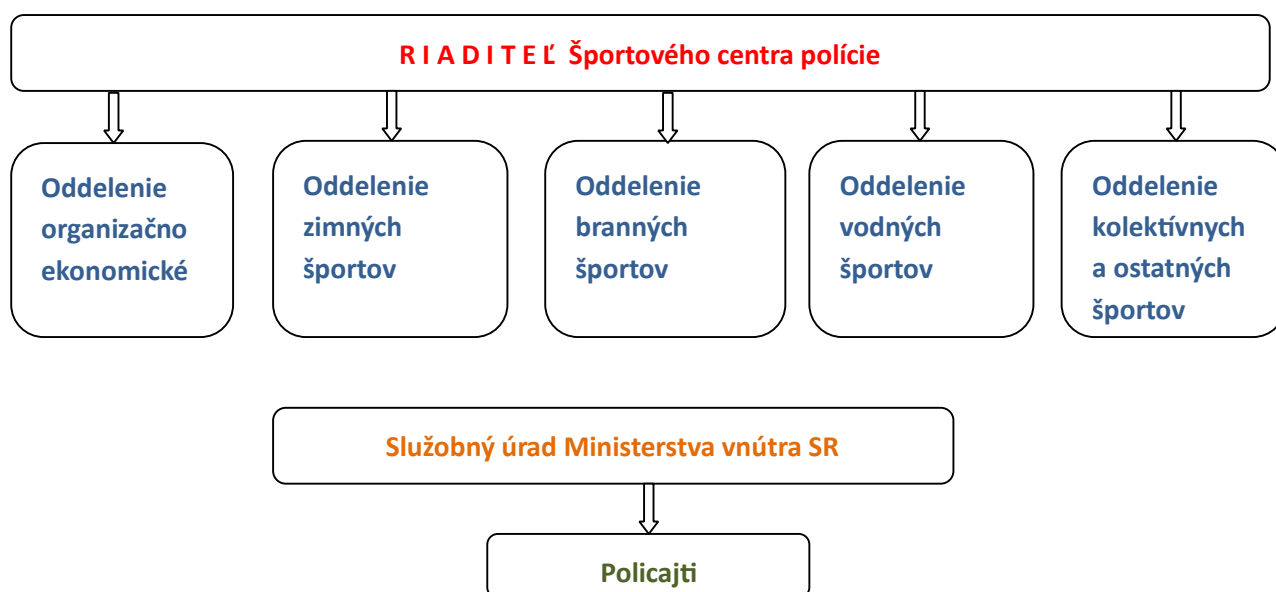 R I A D I T E Ľ Športového centra polície
Oddelenie
organizačno
ekonomické
Oddelenie
zimných
športov
Oddelenie
branných
športov
Oddelenie
vodných
športov
Oddelenie
kolektívnych
a ostatných
športov
Služobný úrad Ministerstva vnútra SR
Policajti